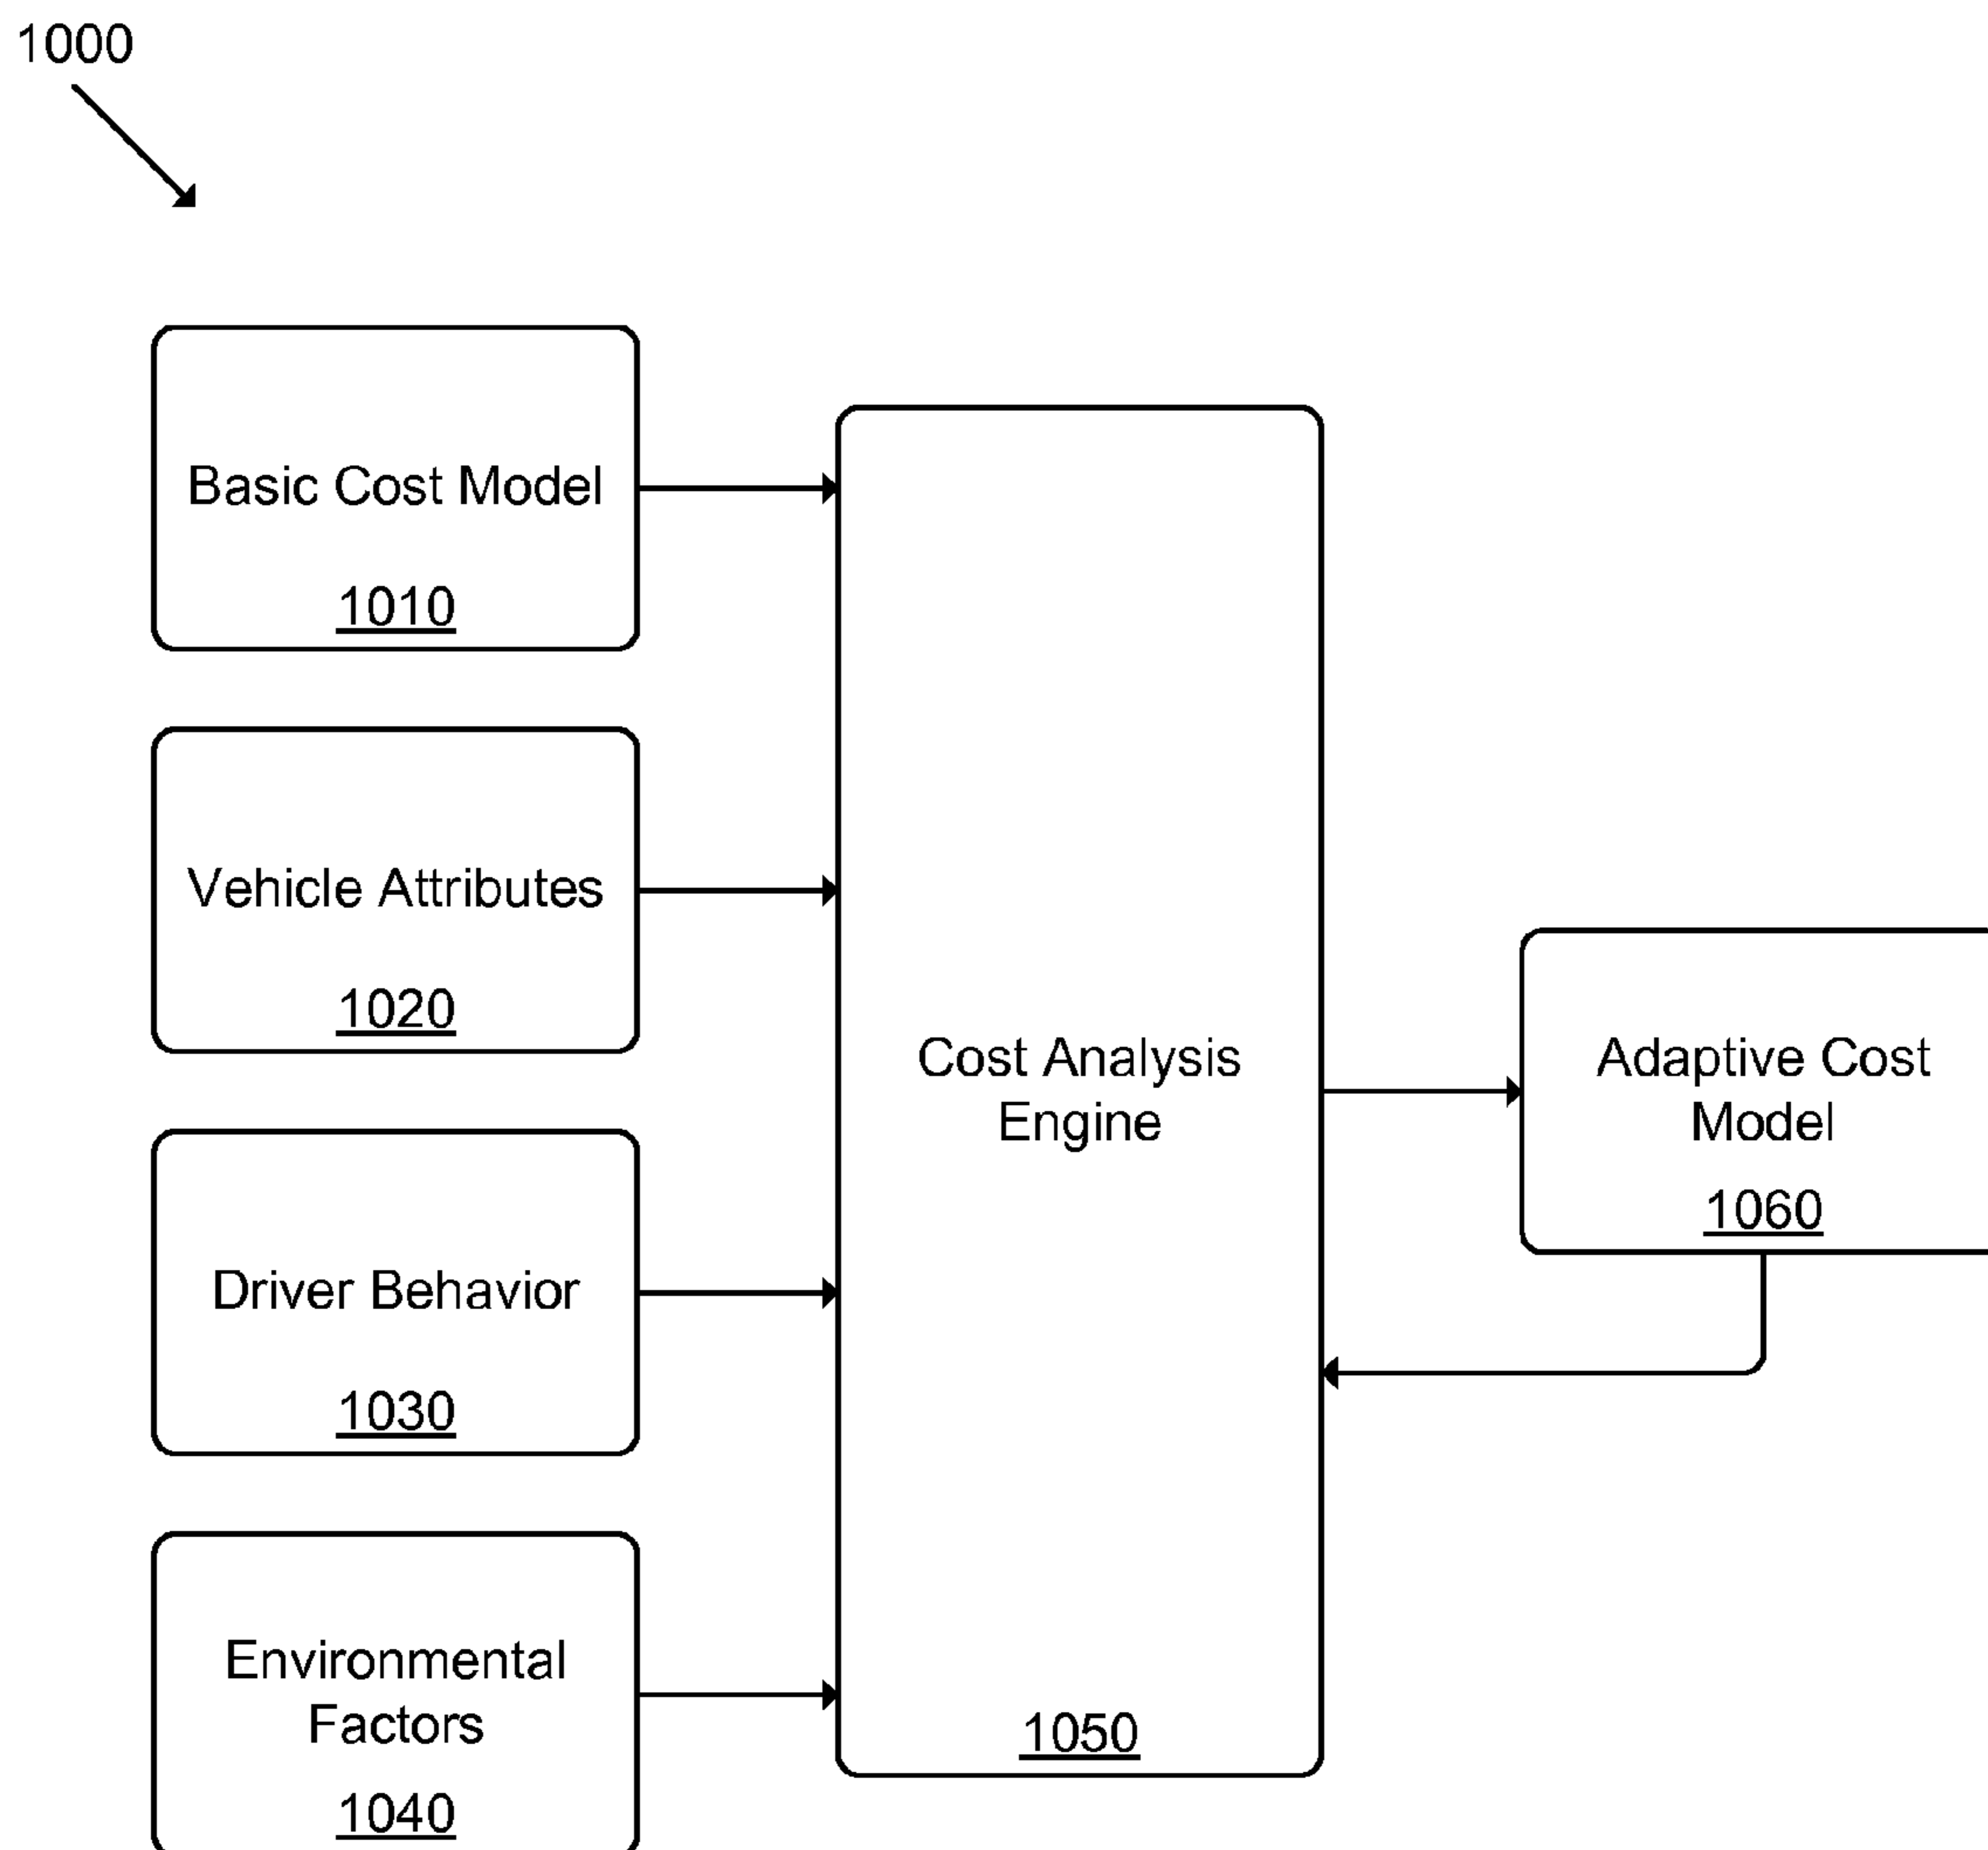 1000
Basic Cost Model
1010
Vehicle Attributes
1020
Driver Behavior
1030
Environmental
Factors
1040
Cost Analysis
Engine
1050
Adaptive Cost
Model
1060